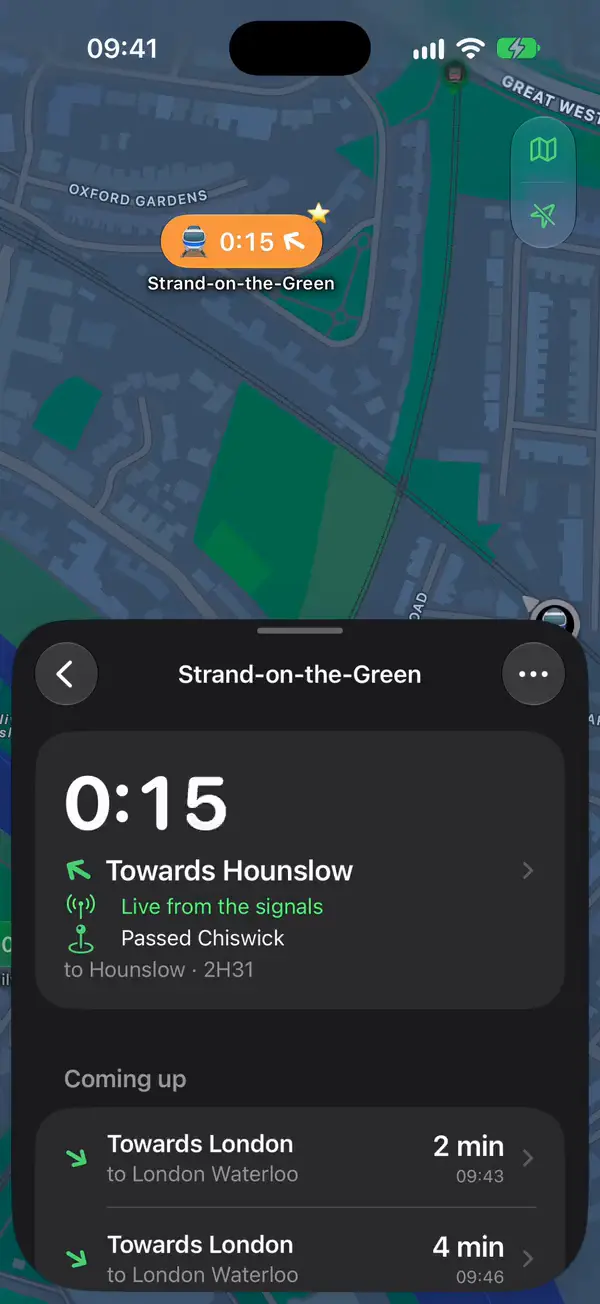 09:41
GREAT WEST
OXFORD GARDENS
0:15
Strand-on-the-Green
Strand-on-the-Green
0:15
Towards Hounslow
Live from the signals
Passed Chiswick
to Hounslow · 2H31
Coming up
Towards London
2 min
to London Waterloo
09:43
Towards London
4 min
to London Waterloo
09:46